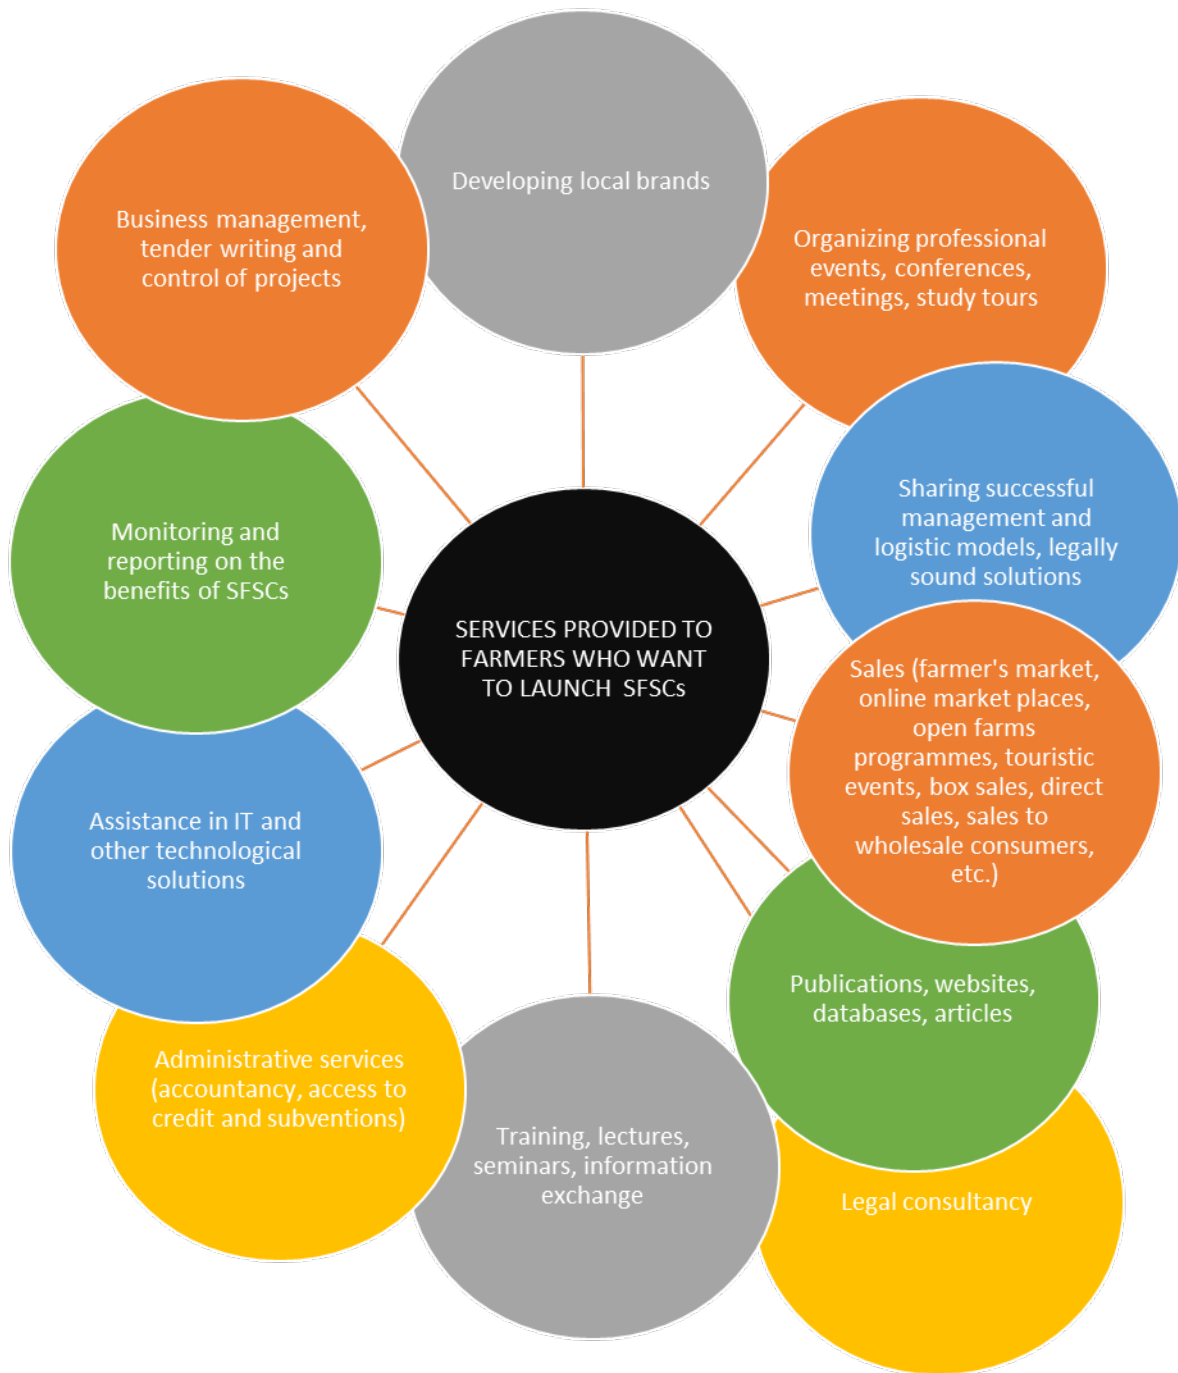 Developing local brands
Business management,
tender writing and
control of projects
Organizing professional
events, conferences,
meetings, study tours
Sharing successful
management and
logistic models, legally
sound solutions
Monitoring and
reporting on the
benefits of SFSCs
SERVICES PROVIDED TO
FARMERS WHO WANT
TO LAUNCH SFSCs
Sales (farmer's market,
online market places,
open farms
programmes, touristic
events, box sales, direct
sales, sales to
wholesale consumers,
etc.)
Assistance in IT and
other technological
solutions
Publications, websites,
databases, articles
Administrative services
(accountancy, access to
credit and subventions)
Training, lectures,
seminars, information
exchange
Legal consultancy